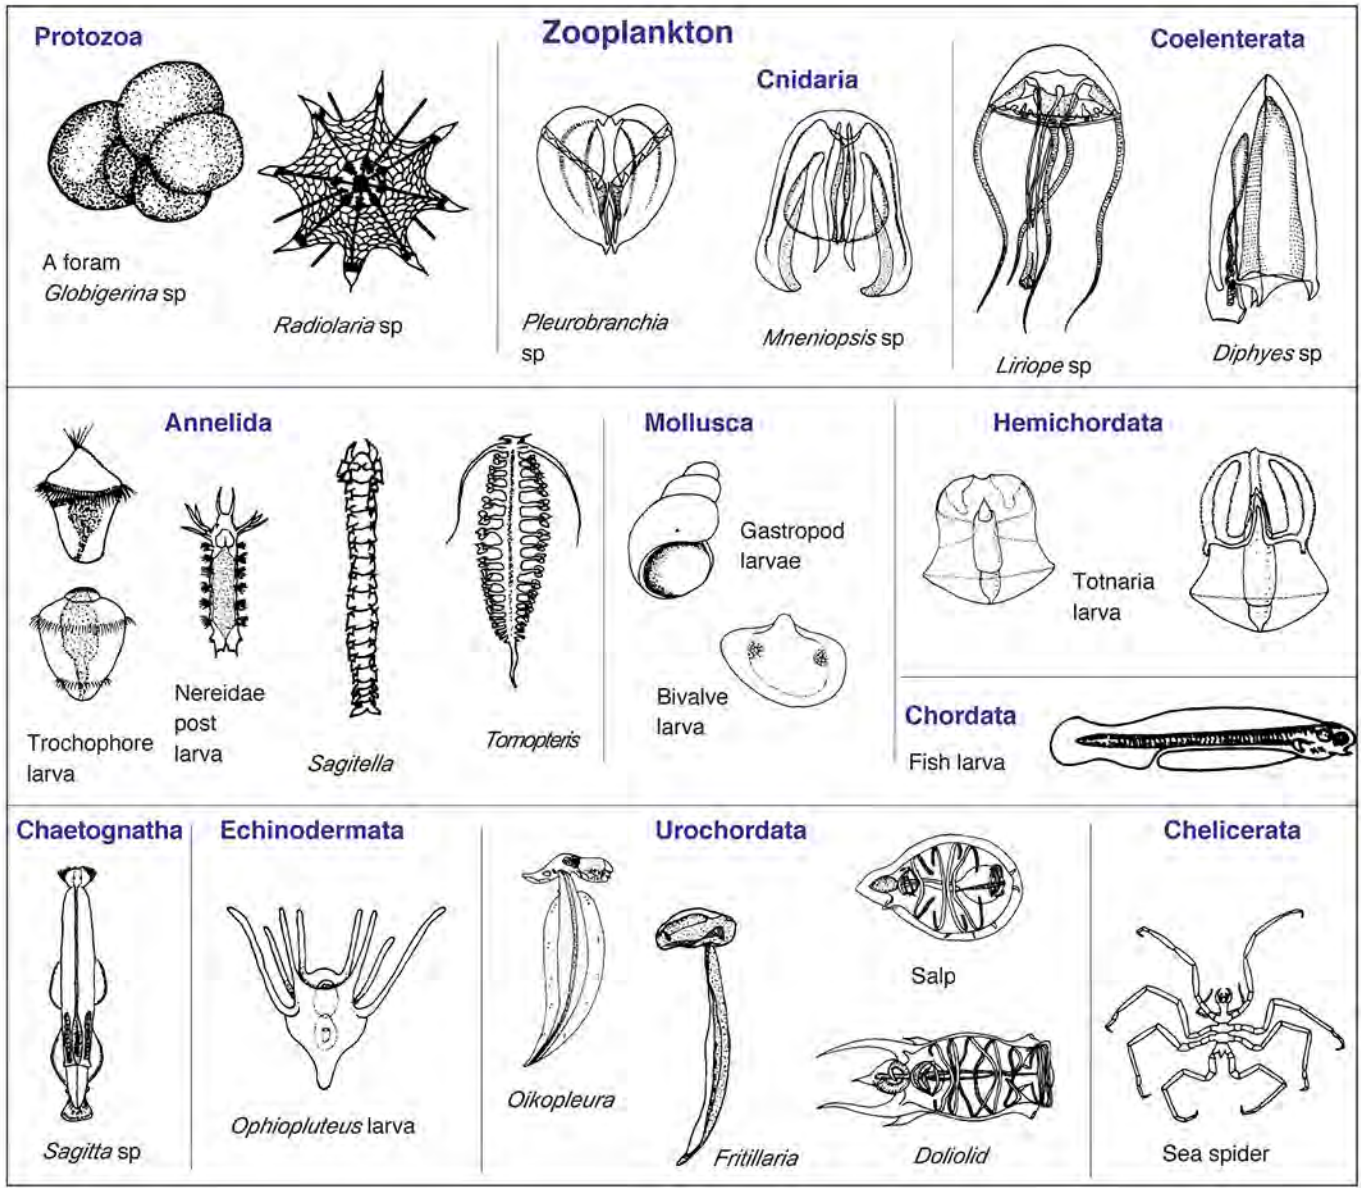 Zooplankton
Protozoa
A foram
Globigerina sp
Radiolaria sp
Cnidaria
Pleurobranchia
sp
Mneniopsis sp
Coelenterata
Liriope sp
Diphyes sp
Annelida
Trochophore
larva
Nereidae
post
larva
Sagitella
Tomopteris
Mollusca
Gastropod
larvae
Bivalve
larva
Hemichordata
Totnaria
larva
Chordata
Fish larva
Chaetognatha
Sagitta sp
Echinodermata
Ophiopluteus larva
Urochordata
Oikopleura
Fritillaria
Salp
Doliolid
Chelicerata
Sea spider